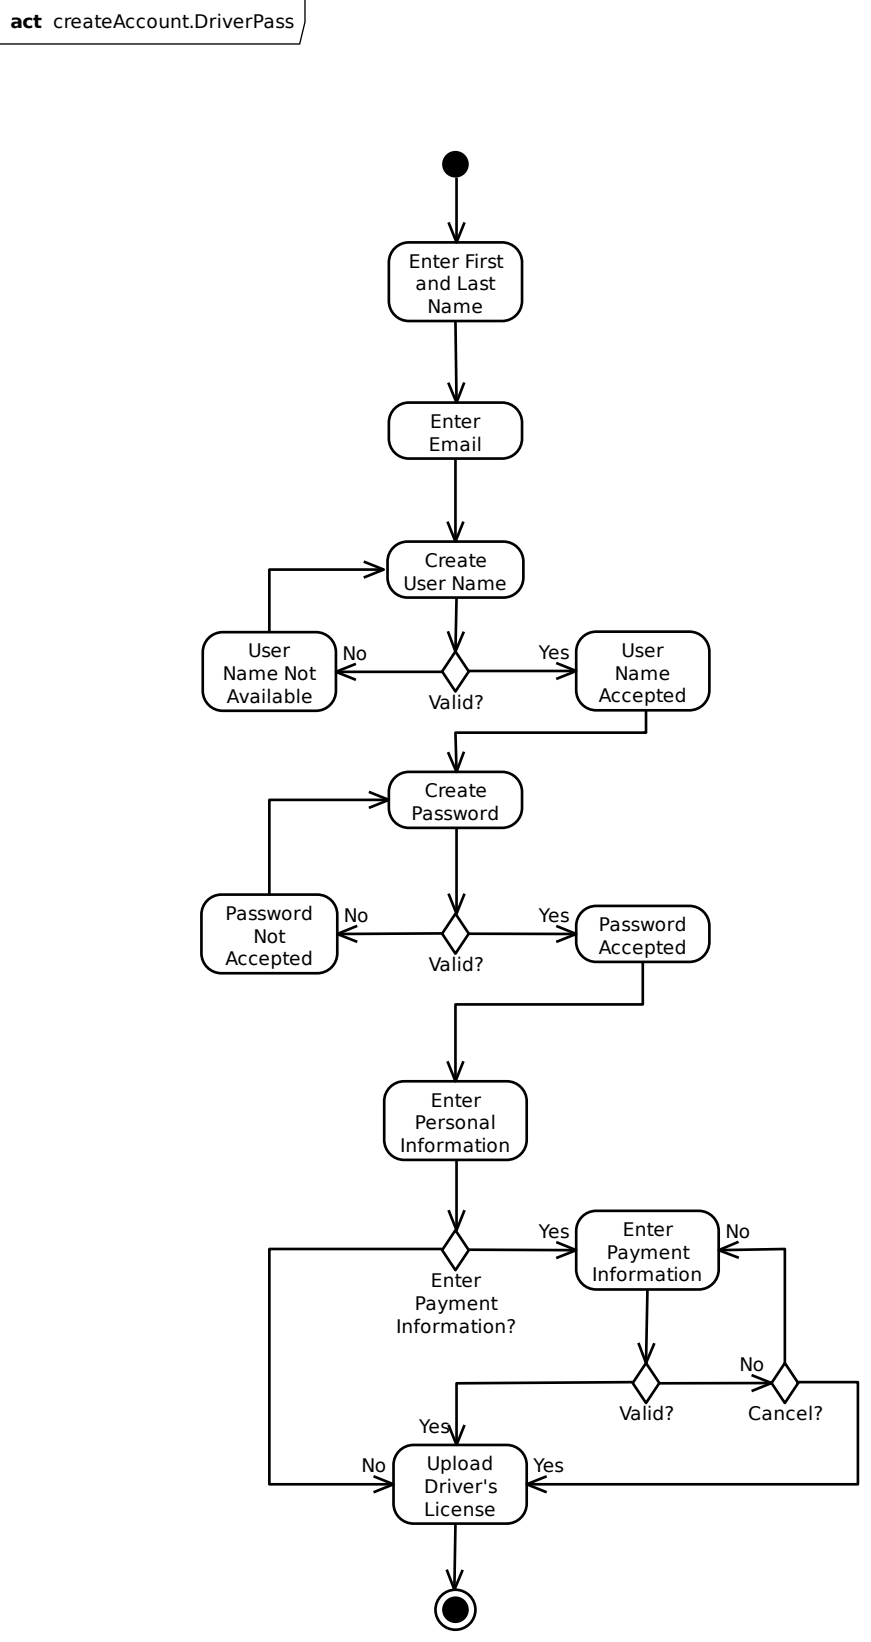 act createAccount.DriverPass
Enter First
and Last
Name
Enter
Email
Create
User Name
User
Name Not
Available
No
Valid?
Yes
User
Name
Accepted
Create
Password
Password
Not
Accepted
No
Valid?
Yes
Password
Accepted
Enter
Personal
Information
Enter
Payment
Information?
Yes
Enter
Payment
Information
No
Valid?
No
Cancel?
Yes
No
Upload
Driver's
License
Yes